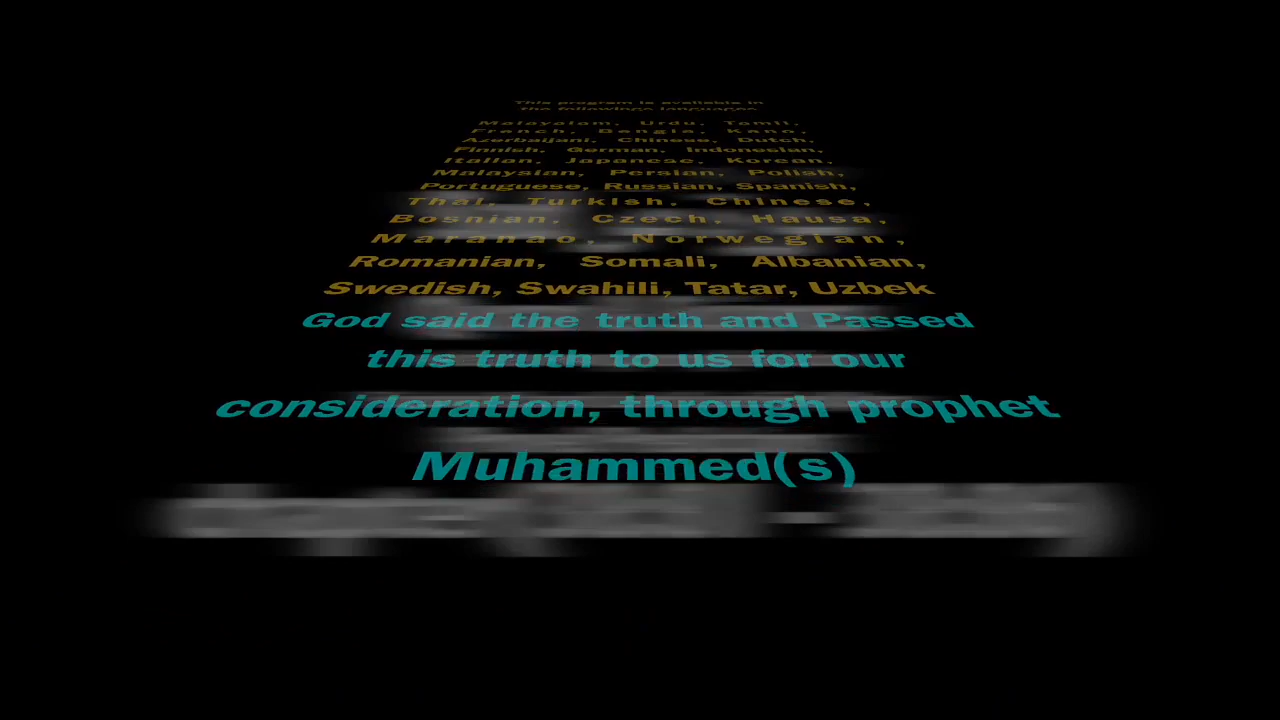 This program is available in
the followings languages
Malayalam, Urdu, Tamil,
French, Bangla, Kano,
Azerbaijani, Chinese, Dutch,
Finnish, German, Indonesian,
Italian, Japanese, Korean,
Malaysian, Persian, Polish,
Portuguese, Russian, Spanish,
Thai, Turkish, Chinese,
Bosnian, Czech, Hausa,
Maranao, Norwegian,
Romanian, Somali, Albanian,
Swedish, Swahili, Tatar, Uzbek
God said the truth and Passed
this truth to us for our
consideration, through prophet
Muhammed(s)